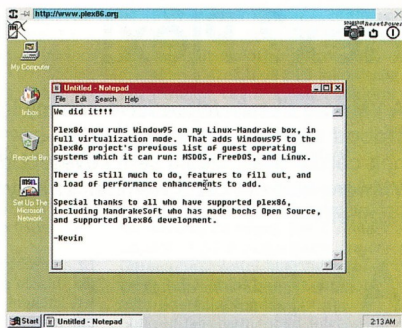 http://www.plex86.org
snapshot Reset Power
My Computer
Untitled - Notepad
File Edit Search Help
We did it!!!
Plex86 now runs Window95 on my Linux-Mandrake box, in
full virtualization mode. That adds Windows95 to the
plex86 project's previous list of guest operating
systems which it can run: MSDOS, FreeDOS, and Linux.
There is still much to do, features to fill out, and
a load of performance enhancements to add.
Special thanks to all who have supported plex86,
including MandrakeSoft who has made bochs Open Source,
and supported plex86 development.
-Kevin
Inbox
Recycle Bin
msn.
Set Up The
Microsoft
Network
Start
Untitled - Notepad
2:13 AM